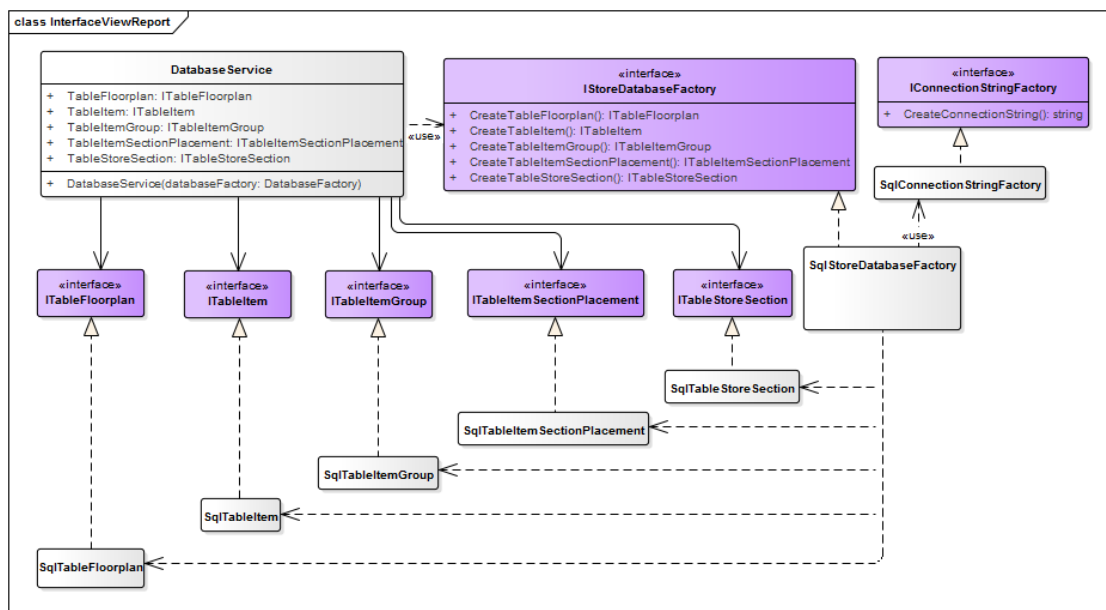 class InterfaceViewReport
DatabaseService
+ TableFloorplan: ITableFloorplan
+ TableItem: ITableItem
+ TableItemGroup: ITableItemGroup
+ TableItemSectionPlacement: ITableItemSectionPlacement
+ TableStoreSection: ITableStoreSection
+ DatabaseService(databaseFactory: DatabaseFactory)
«use»
«interface»
IStoreDatabaseFactory
+ CreateTableFloorplan(): ITableFloorplan
+ CreateTableItem(): ITableItem
+ CreateTableItemGroup(): ITableItemGroup
+ CreateTableItemSectionPlacement(): ITableItemSectionPlacement
+ CreateTableStoreSection(): ITableStoreSection
«interface»
IConnectionStringFactory
+ CreateConnectionString(): string
SqlConnectionStringFactory
«use»
SqlStoreDatabaseFactory
«interface»
ITableFloorplan
«interface»
ITableItem
«interface»
ITableItemGroup
«interface»
ITableItemSectionPlacement
«interface»
ITableStoreSection
SqlTableStoreSection
SqlTableItemSectionPlacement
SqlTableItemGroup
SqlTableItem
SqlTableFloorplan